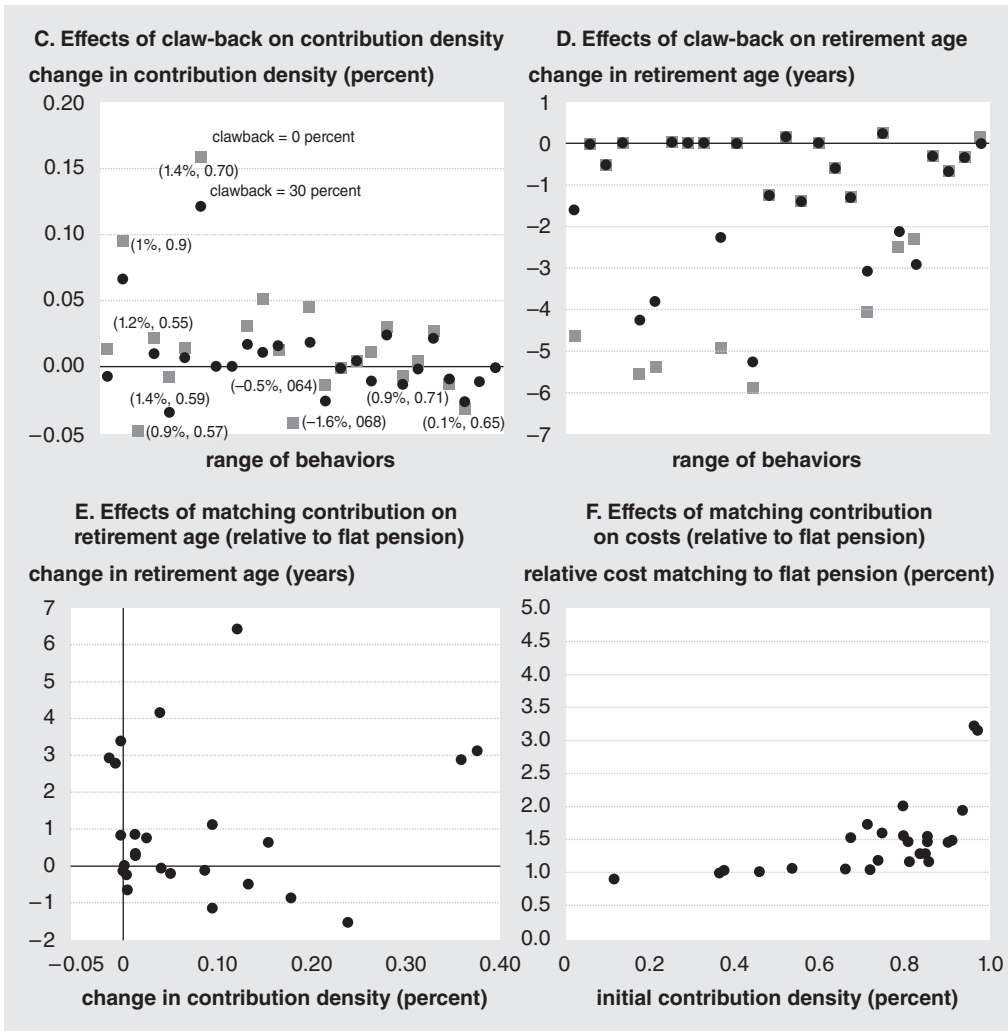 C. Effects of claw-back on contribution density
change in contribution density (percent)
0.20
0.15
0.10
0.05
0.00
−0.05
clawback = 0 percent
(1.4%, 0.70)
clawback = 30 percent
(1%, 0.9)
(1.2%, 0.55)
(1.4%, 0.59)
(0.9%, 0.57)
(−0.5%, 064)
(−1.6%, 068)
(0.9%, 0.71)
(0.1%, 0.65)
range of behaviors
D. Effects of claw-back on retirement age
change in retirement age (years)
1
0
−1
−2
−3
−4
−5
−6
−7
range of behaviors
E. Effects of matching contribution on
retirement age (relative to flat pension)
change in retirement age (years)
7
6
5
4
3
2
1
0
−1
−2
−0.05 0 0.10 0.20 0.30 0.40
change in contribution density (percent)
F. Effects of matching contribution
on costs (relative to flat pension)
relative cost matching to flat pension (percent)
5.0
4.5
4.0
3.5
3.0
2.5
2.0
1.5
1.0
0.5
0.0
0 0.2 0.4 0.6 0.8 1.0
initial contribution density (percent)